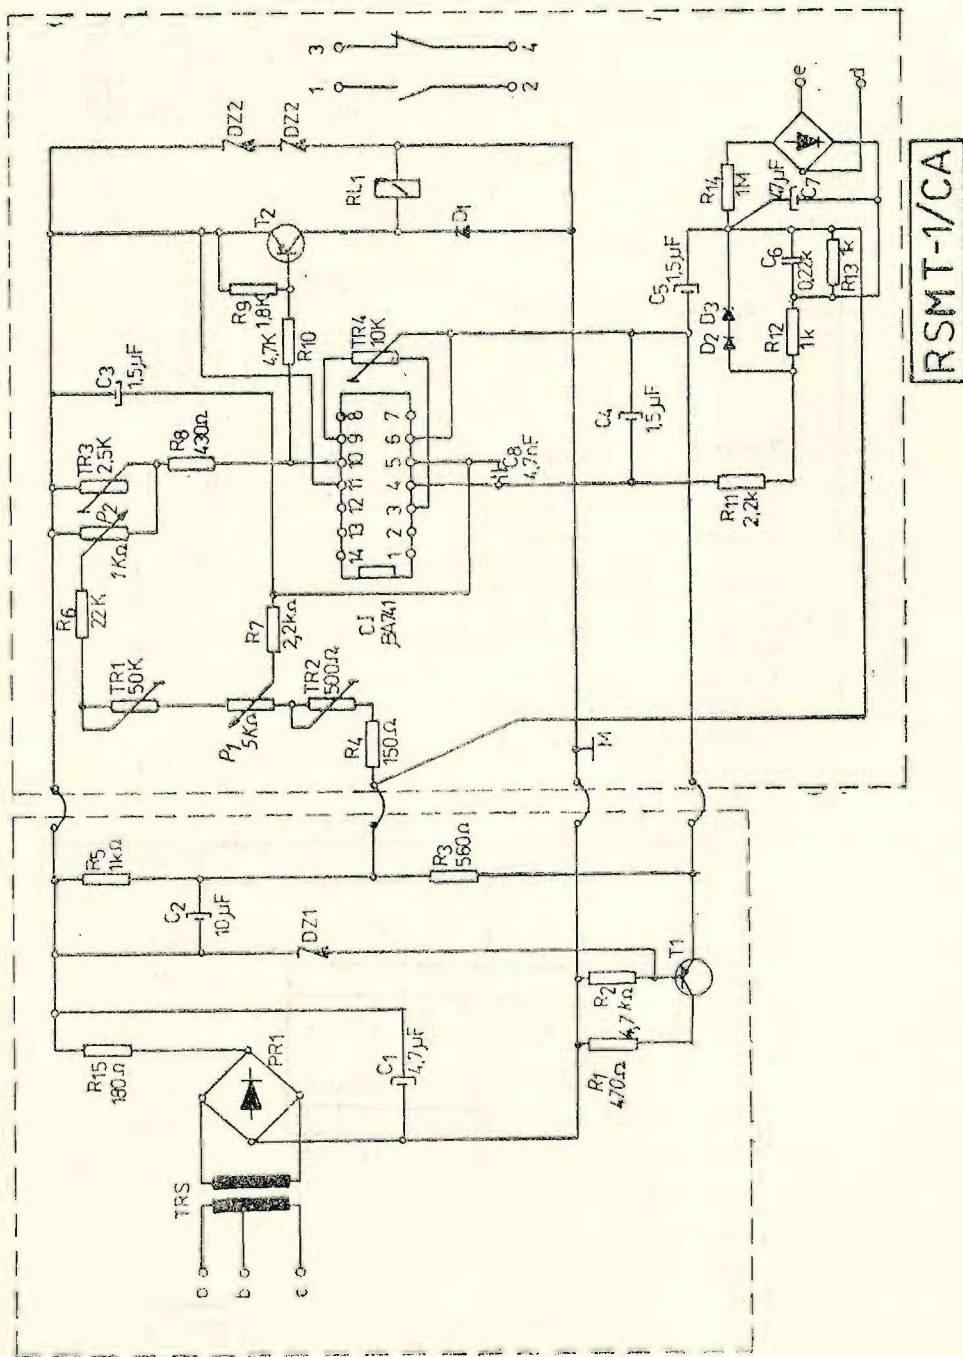 TRS
a
b
c
PR1
R15
180Ω
C1
4,7µF
R5
1kΩ
C2
10µF
DZ1
R3
560Ω
R1
470Ω
R2
4,7kΩ
T1
M
R6
22K
P2
1KΩ
TR3
2,5K
R8
430Ω
C3
1,5µF
TR1
50K
P1
5KΩ
R7
2,2kΩ
TR2
500Ω
R4
150Ω
CI
βA741
14
13
12
11
10
9
8
1
2
3
4
5
6
7
C8
4,7nF
TR4
10K
R9
1,8K
4,7K
R10
T2
RL1
D1
DZ2
DZ2
1
2
3
4
C4
1,5µF
R11
2,2k
C5
1,5µF
D2
D3
R12
1k
C6
0,22k
R13
1k
R14
1M
47µF
C7
e
d
RSMT-1/CA